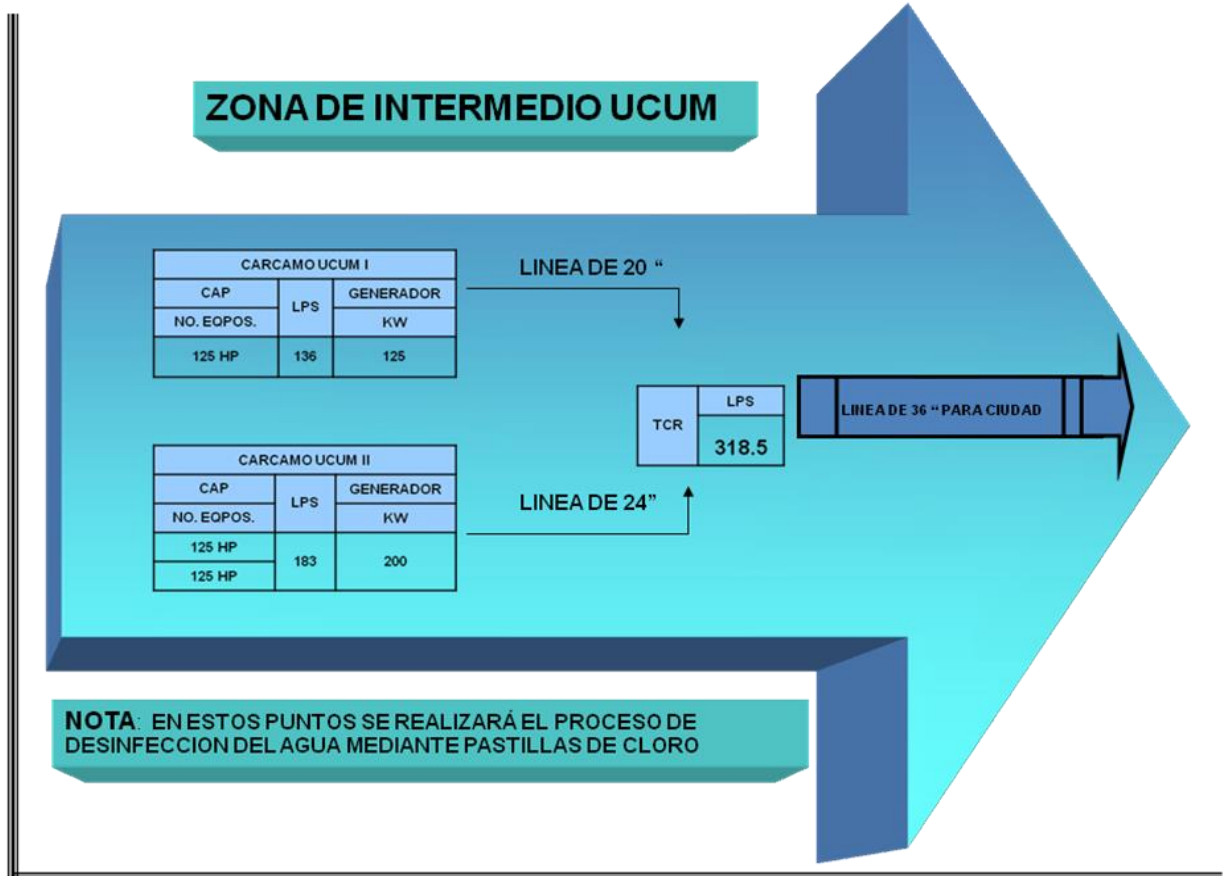 ZONA DE INTERMEDIO UCUM
CARCAMO UCUM I
CAP
LPS
GENERADOR
NO. EQPOS.
KW
125 HP
136
125
LINEA DE 20 “
TCR
LPS
318.5
LINEA DE 36 “ PARA CIUDAD
CARCAMO UCUM II
CAP
LPS
GENERADOR
NO. EQPOS.
KW
125 HP
183
200
125 HP
LINEA DE 24”
NOTA: EN ESTOS PUNTOS SE REALIZARÁ EL PROCESO DE
DESINFECCION DEL AGUA MEDIANTE PASTILLAS DE CLORO